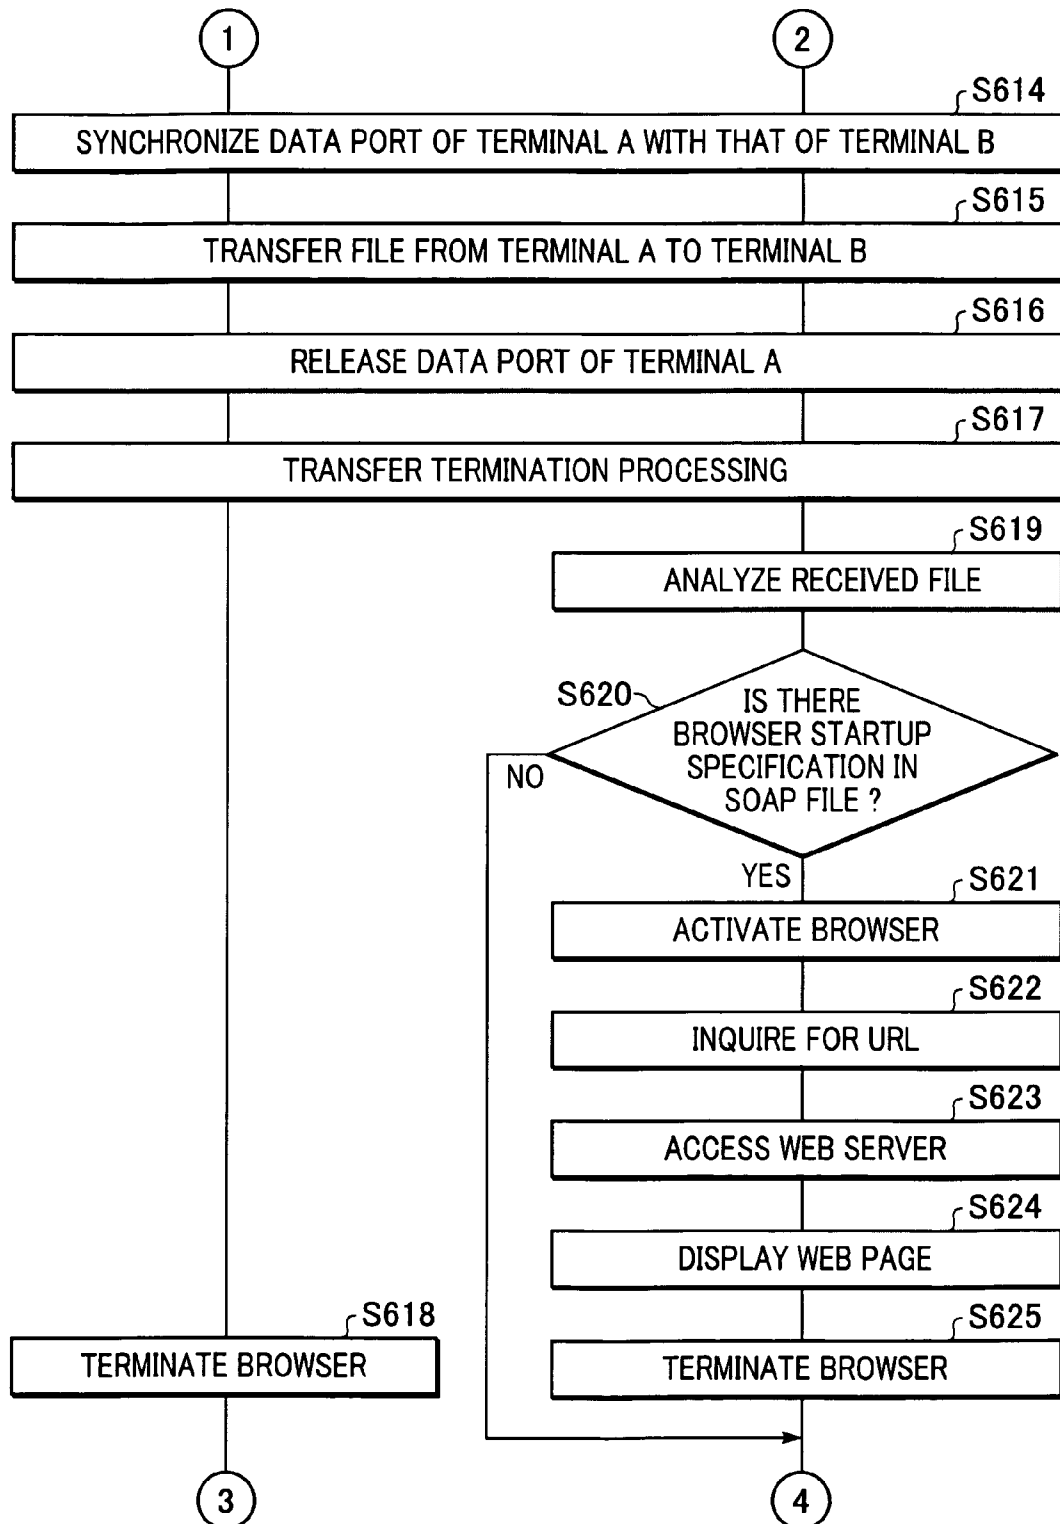 1
2
S614
SYNCHRONIZE DATA PORT OF TERMINAL A WITH THAT OF TERMINAL B
S615
TRANSFER FILE FROM TERMINAL A TO TERMINAL B
S616
RELEASE DATA PORT OF TERMINAL A
S617
TRANSFER TERMINATION PROCESSING
S619
ANALYZE RECEIVED FILE
S620
IS THERE
BROWSER STARTUP
SPECIFICATION IN
SOAP FILE ?
NO
YES
S621
ACTIVATE BROWSER
S622
INQUIRE FOR URL
S623
ACCESS WEB SERVER
S624
DISPLAY WEB PAGE
S618
TERMINATE BROWSER
S625
TERMINATE BROWSER
3
4